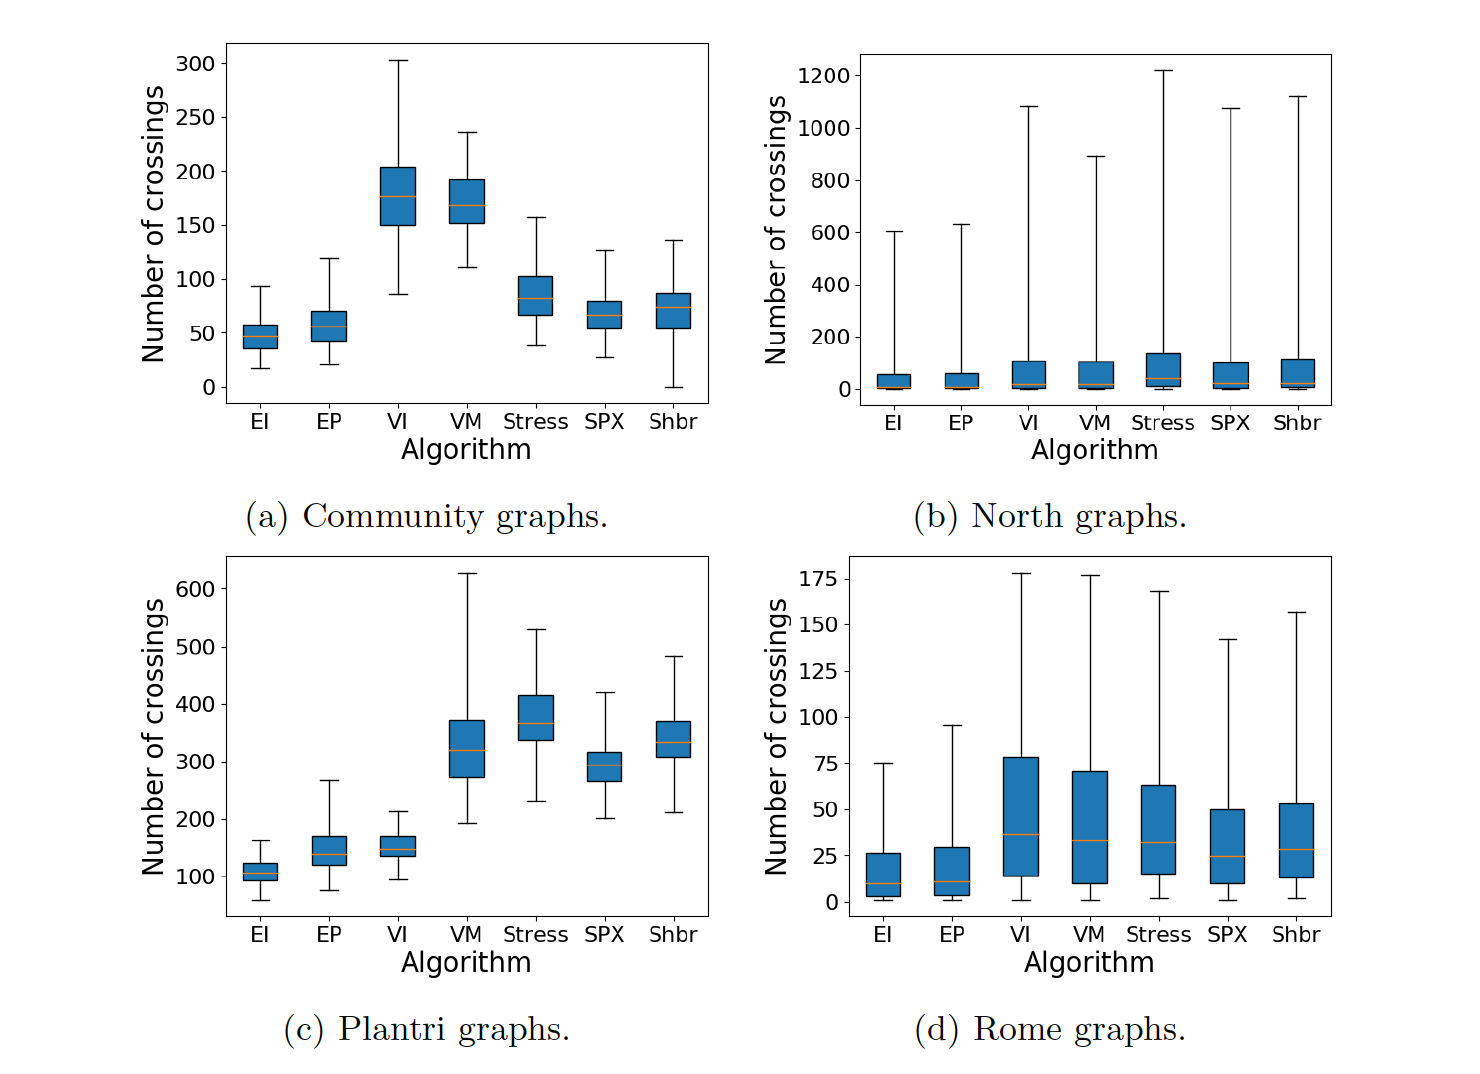 300
250
200
150
100
50
0
Number of crossings
EI EP VI VM Stress SPX Shbr
Algorithm
(a) Community graphs.
1200
1000
800
600
400
200
0
Number of crossings
EI EP VI VM Stress SPX Shbr
Algorithm
(b) North graphs.
600
500
400
300
200
100
Number of crossings
EI EP VI VM Stress SPX Shbr
Algorithm
(c) Plantri graphs.
175
150
125
100
75
50
25
0
Number of crossings
EI EP VI VM Stress SPX Shbr
Algorithm
(d) Rome graphs.